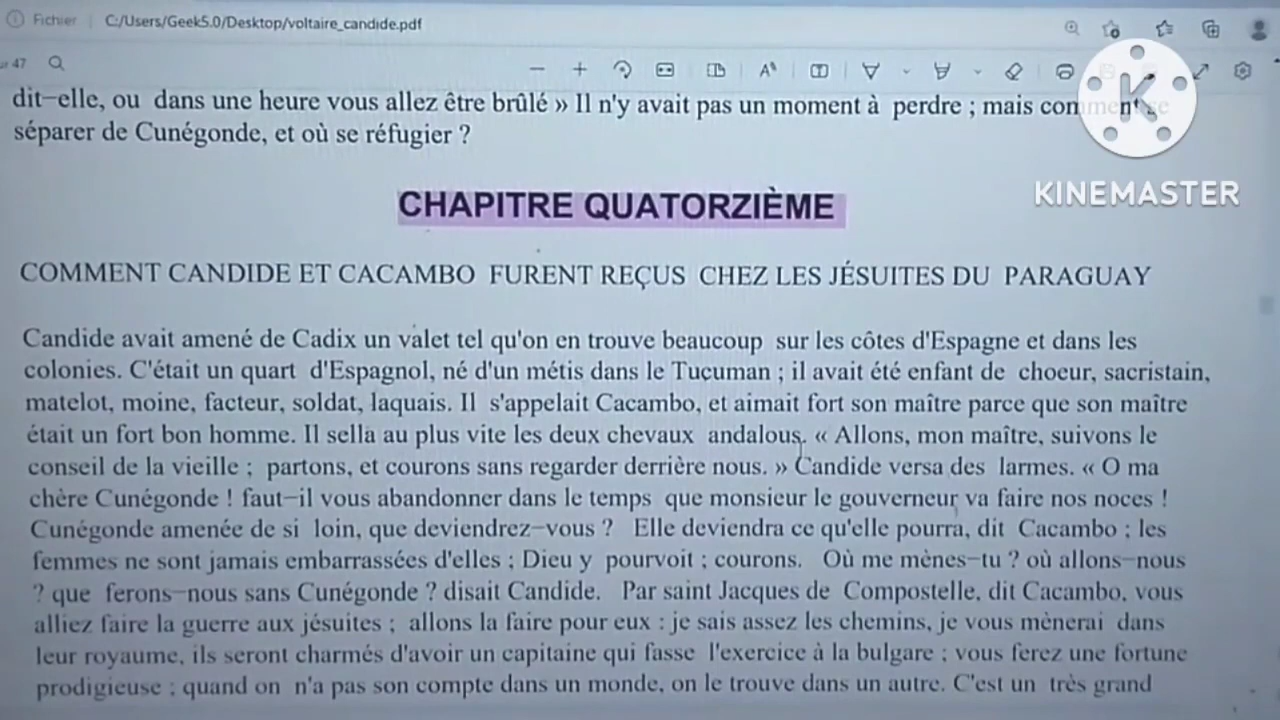 Fichier C:/Users/Geek5.0/Desktop/voltaire_candide.pdf
ur 47
dit-elle, ou dans une heure vous allez être brûlé » Il n'y avait pas un moment à perdre ; mais comment se
séparer de Cunégonde, et où se réfugier ?
KINEMASTER
CHAPITRE QUATORZIÈME
COMMENT CANDIDE ET CACAMBO FURENT REÇUS CHEZ LES JÉSUITES DU PARAGUAY
Candide avait amené de Cadix un valet tel qu'on en trouve beaucoup sur les côtes d'Espagne et dans les
colonies. C'était un quart d'Espagnol, né d'un métis dans le Tucuman ; il avait été enfant de choeur, sacristain,
matelot, moine, facteur, soldat, laquais. Il s'appelait Cacambo, et aimait fort son maître parce que son maître
était un fort bon homme. Il sella au plus vite les deux chevaux andalous. « Allons, mon maître, suivons le
conseil de la vieille ; partons, et courons sans regarder derrière nous. » Candide versa des larmes. « O ma
chère Cunégonde ! faut-il vous abandonner dans le temps que monsieur le gouverneur va faire nos noces !
Cunégonde amenée de si loin, que deviendrez-vous ? Elle deviendra ce qu'elle pourra, dit Cacambo ; les
femmes ne sont jamais embarrassées d'elles ; Dieu y pourvoit ; courons. Où me mènes-tu ? où allons-nous
? que ferons-nous sans Cunégonde ? disait Candide. Par saint Jacques de Compostelle, dit Cacambo, vous
alliez faire la guerre aux jésuites ; allons la faire pour eux : je sais assez les chemins, je vous mènerai dans
leur royaume, ils seront charmés d'avoir un capitaine qui fasse l'exercice à la bulgare ; vous ferez une fortune
prodigieuse ; quand on n'a pas son compte dans un monde, on le trouve dans un autre. C'est un très grand